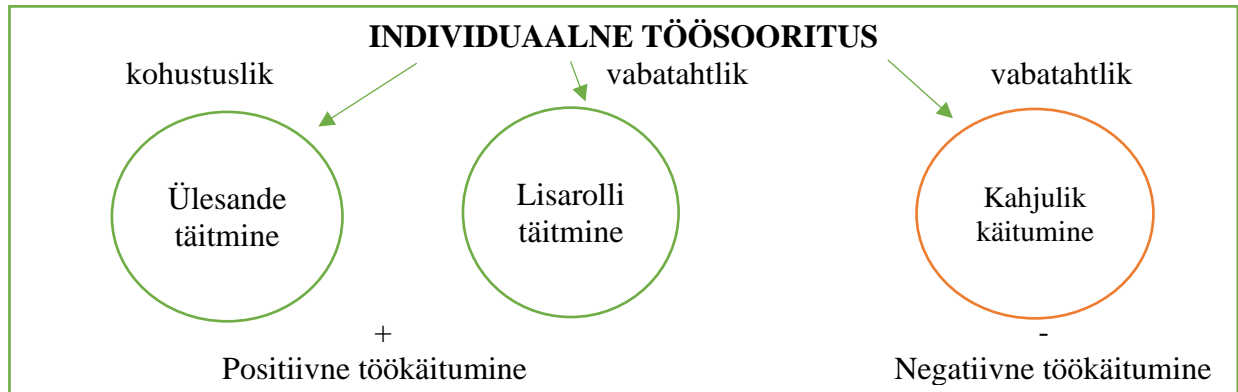 INDIVIDUAALNE TÖÖSOORITUS
kohustuslik
vabatahtlik
vabatahtlik
Ülesande
täitmine
Lisarolli
täitmine
Kahjulik
käitumine
+
Positiivne töökäitumine
-
Negatiivne töökäitumine